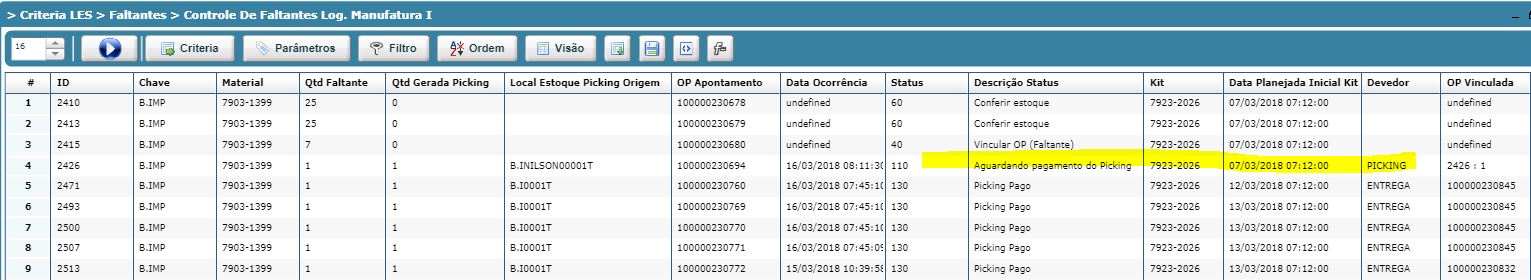 > Criteria LES > Faltantes > Controle De Faltantes Log. Manufatura I
16 Criteria Parâmetros Filtro Ordem Visão
# ID Chave Material Qtd Faltante Qtd Gerada Picking Local Estoque Picking Origem OP Apontamento Data Ocorrência Status Descrição Status Kit Data Planejada Inicial Kit Devedor OP Vinculada
1 2410 B.IMP 7903-1399 25 0 100000230678 undefined 60 Conferir estoque 7923-2026 07/03/2018 07:12:00 undefined
2 2413 B.IMP 7903-1399 25 0 100000230679 undefined 60 Conferir estoque 7923-2026 07/03/2018 07:12:00 undefined
3 2415 B.IMP 7903-1399 7 0 100000230680 undefined 40 Vincular OP (Faltante) 7923-2026 07/03/2018 07:12:00 undefined
4 2426 B.IMP 7903-1399 1 1 B.INILSON00001T 100000230694 16/03/2018 08:11:30 110 Aguardando pagamento do Picking 7923-2026 07/03/2018 07:12:00 PICKING 2426 : 1
5 2471 B.IMP 7903-1399 1 1 B.I0001T 100000230760 16/03/2018 07:45:10 130 Picking Pago 7923-2026 12/03/2018 07:12:00 ENTREGA 100000230845
6 2493 B.IMP 7903-1399 1 1 B.I0001T 100000230769 16/03/2018 07:45:10 130 Picking Pago 7923-2026 13/03/2018 07:12:00 ENTREGA 100000230845
7 2500 B.IMP 7903-1399 1 1 B.I0001T 100000230770 16/03/2018 07:45:10 130 Picking Pago 7923-2026 13/03/2018 07:12:00 ENTREGA 100000230845
8 2507 B.IMP 7903-1399 1 1 B.I0001T 100000230771 16/03/2018 07:45:09 130 Picking Pago 7923-2026 13/03/2018 07:12:00 ENTREGA 100000230845
9 2513 B.IMP 7903-1399 1 1 B.I0001T 100000230772 15/03/2018 10:39:58 130 Picking Pago 7923-2026 13/03/2018 07:12:00 ENTREGA 100000230832